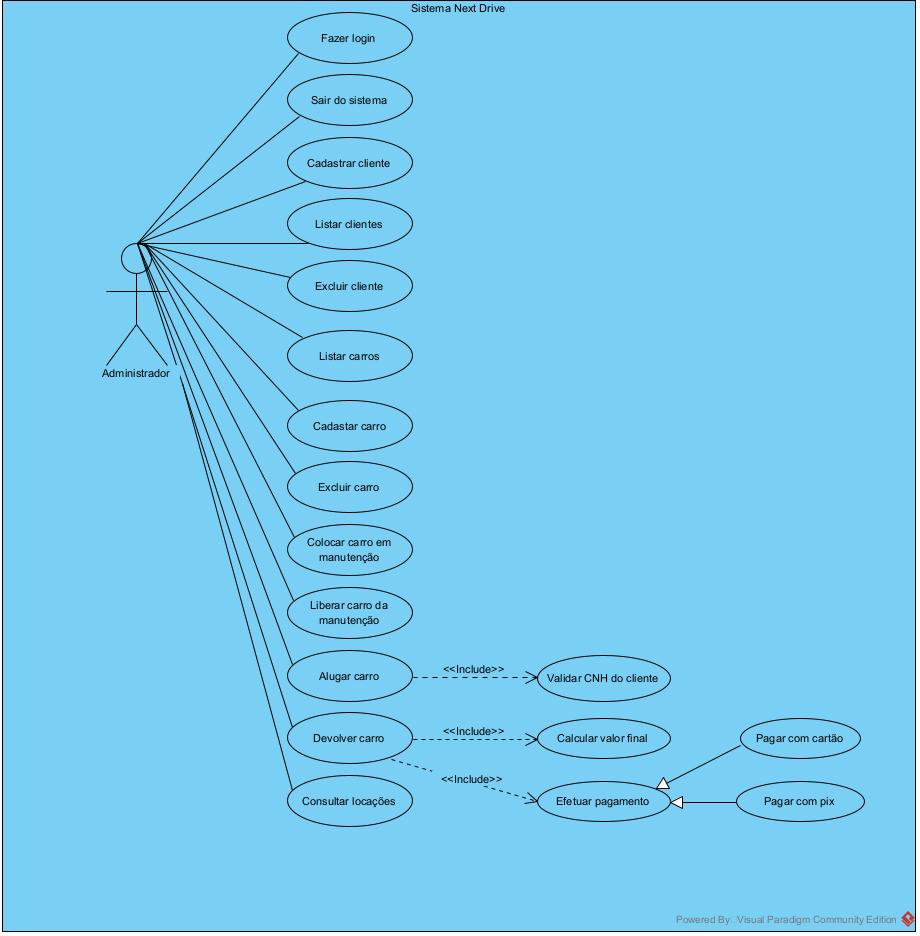 Sistema Next Drive
Fazer login
Sair do sistema
Cadastrar cliente
Listar clientes
Excluir cliente
Listar carros
Administrador
Cadastar carro
Excluir carro
Colocar carro em
manutenção
Liberar carro da
manutenção
Alugar carro
<<Include>>
Validar CNH do cliente
Devolver carro
<<Include>>
Calcular valor final
Pagar com cartão
<<Include>>
Consultar locações
Efetuar pagamento
Pagar com pix
Powered By: Visual Paradigm Community Edition